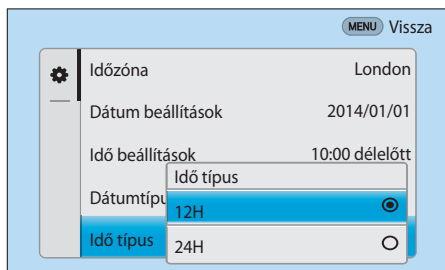 MENU Vissza
Időzóna London
Dátum beállítások 2014/01/01
Idő beállítások 10:00 délelőtt
Dátumtípu
Idő típus
Idő típus
12H
24H